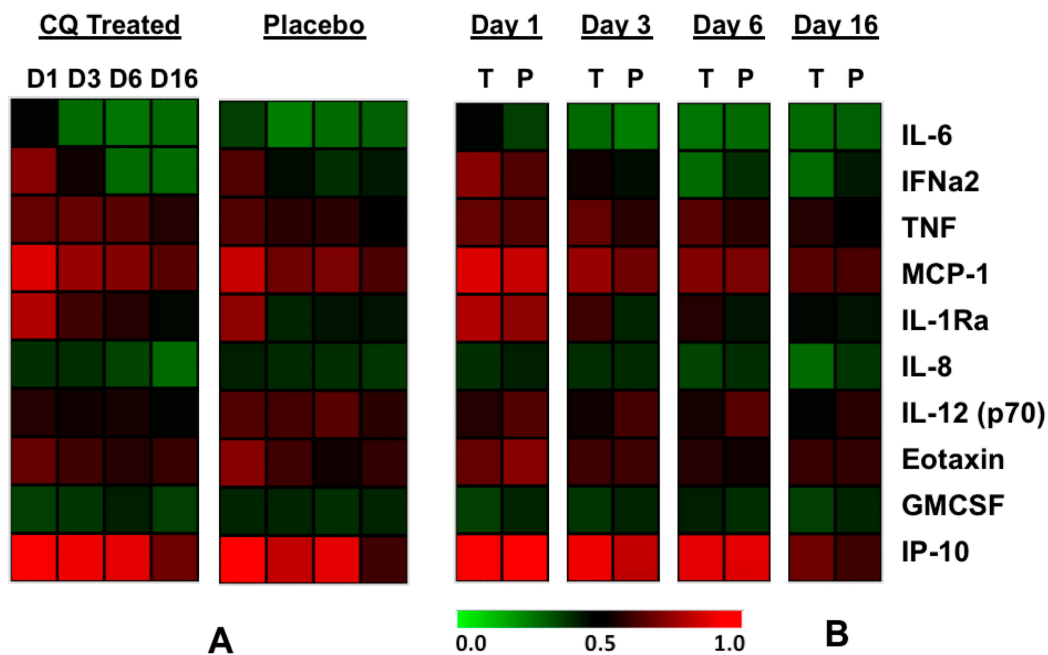 CQ Treated Placebo Day 1 Day 3 Day 6 Day 16
D1 D3 D6 D16 T P T P T P T P
IL-6
IFNa2
TNF
MCP-1
IL-1Ra
IL-8
IL-12 (p70)
Eotaxin
GMCSF
IP-10
0.0 0.5 1.0
A B